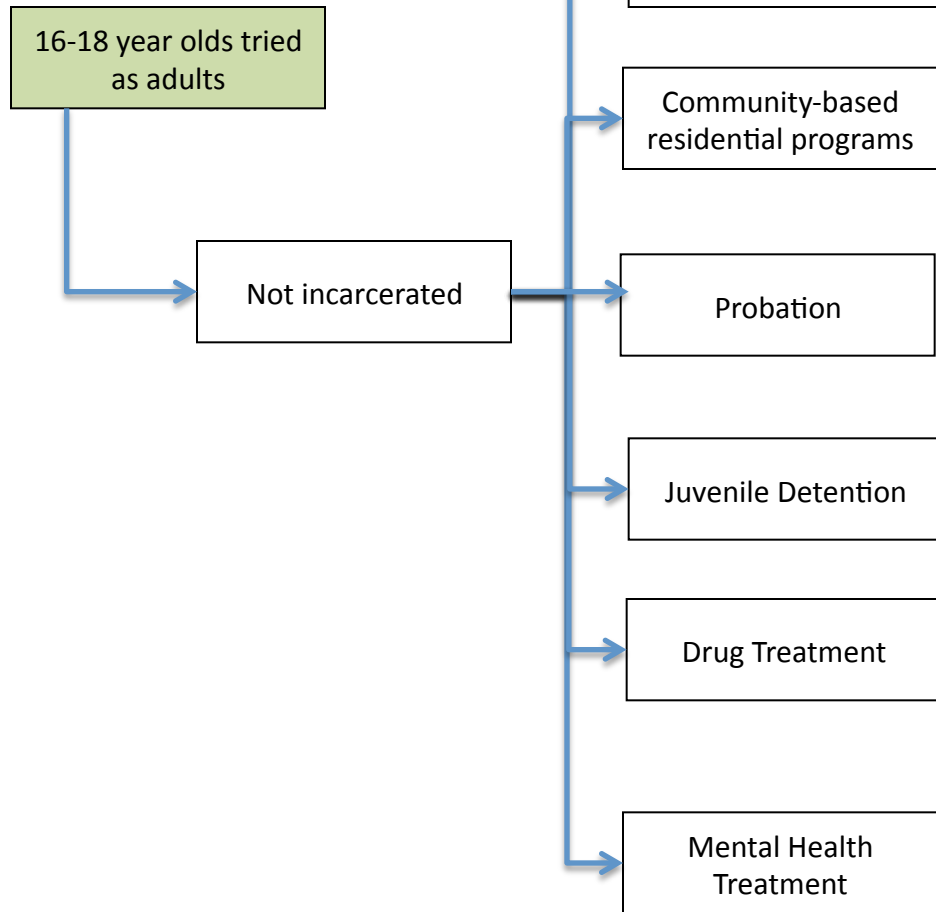 16-18 year olds tried
as adults
Community-based
residential programs
Not incarcerated
Probation
Juvenile Detention
Drug Treatment
Mental Health
Treatment